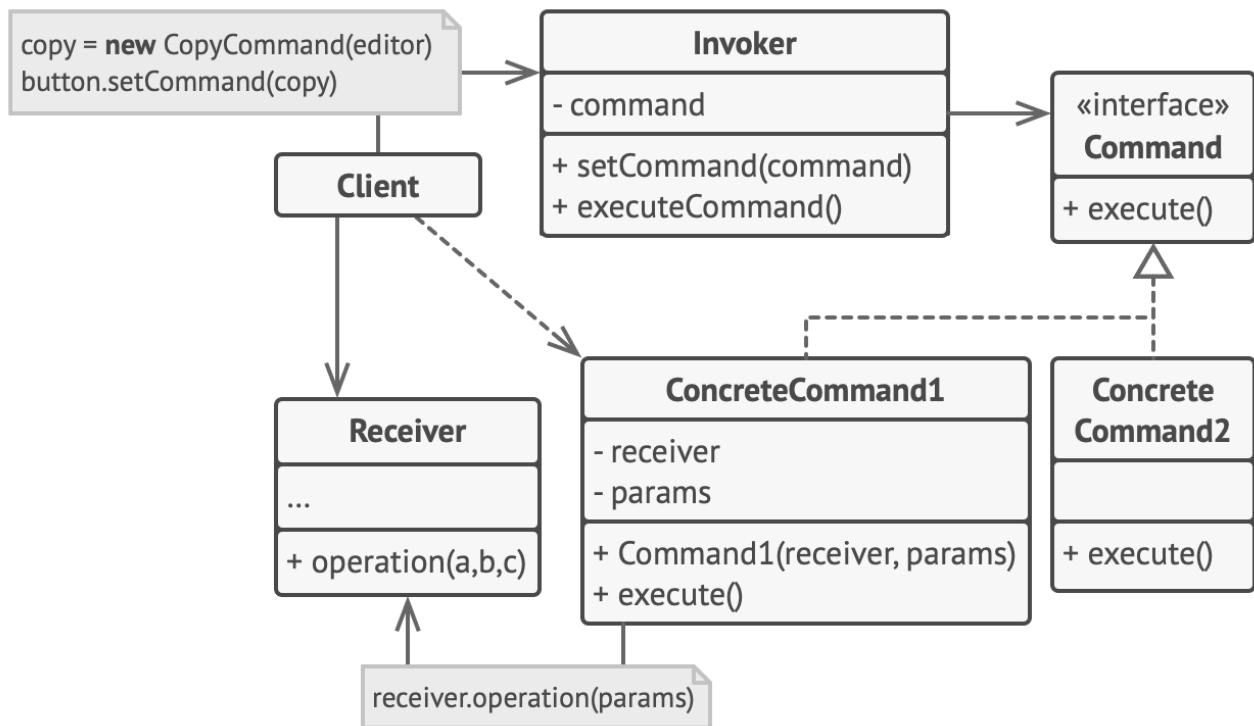 copy = new CopyCommand(editor)
button.setCommand(copy)
Client
Invoker
- command
+ setCommand(command)
+ executeCommand()
«interface»
Command
+ execute()
Receiver
...
+ operation(a,b,c)
ConcreteCommand1
- receiver
- params
+ Command1(receiver, params)
+ execute()
Concrete
Command2
+ execute()
receiver.operation(params)